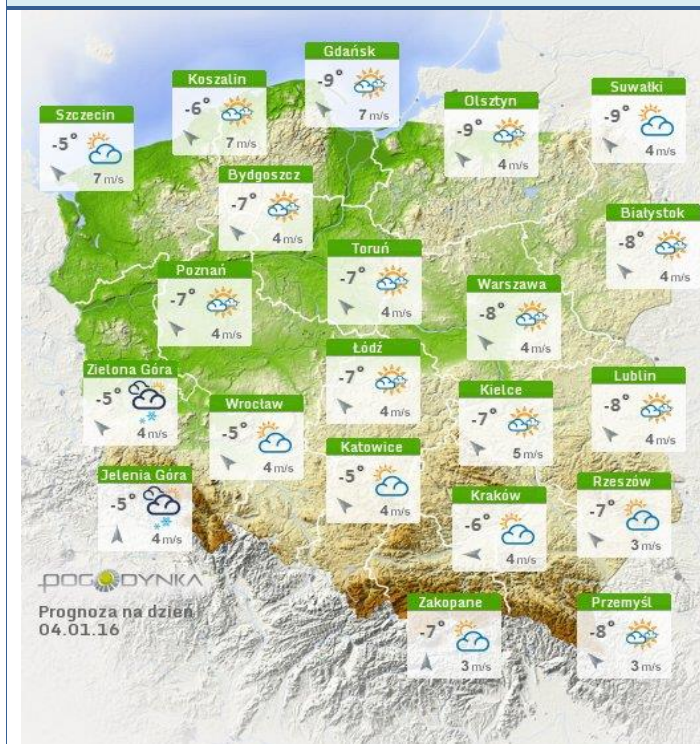 Gdańsk
-9°
7 m/s
Koszalin
-6°
7 m/s
Suwałki
-9°
4 m/s
Olsztyn
-9°
4 m/s
Szczecin
-5°
7 m/s
Bydgoszcz
-7°
4 m/s
Białystok
-8°
4 m/s
Toruń
-7°
4 m/s
Poznań
-7°
4 m/s
Warszawa
-8°
4 m/s
Łódź
-7°
4 m/s
Zielona Góra
-5°
4 m/s
Lublin
-8°
4 m/s
Kielce
-7°
5 m/s
Wrocław
-5°
4 m/s
Katowice
-5°
4 m/s
Jelenia Góra
-5°
4 m/s
Rzeszów
-7°
3 m/s
Kraków
-6°
4 m/s
POGODYNKA
Prognoza na dzień
04.01.16
Zakopane
-7°
3 m/s
Przemyśl
-8°
3 m/s